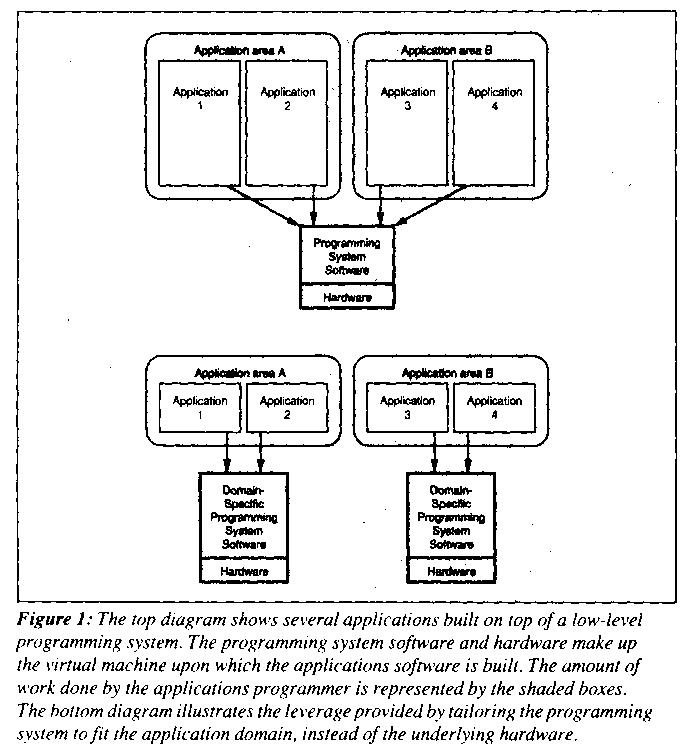 Application area A
Application area B
Application
1
Application
2
Application
3
Application
4
Programming
System
Software
Hardware
Application area A
Application area B
Application
1
Application
2
Application
3
Application
4
Domain-
Specific
Programming
System
Software
Hardware
Domain-
Specific
Programming
System
Software
Hardware
Figure 1: The top diagram shows several applications built on top of a low-level
programming system. The programming system software and hardware make up
the virtual machine upon which the applications software is built. The amount of
work done by the applications programmer is represented by the shaded boxes.
The bottom diagram illustrates the leverage provided by tailoring the programming
system to fit the application domain, instead of the underlying hardware.